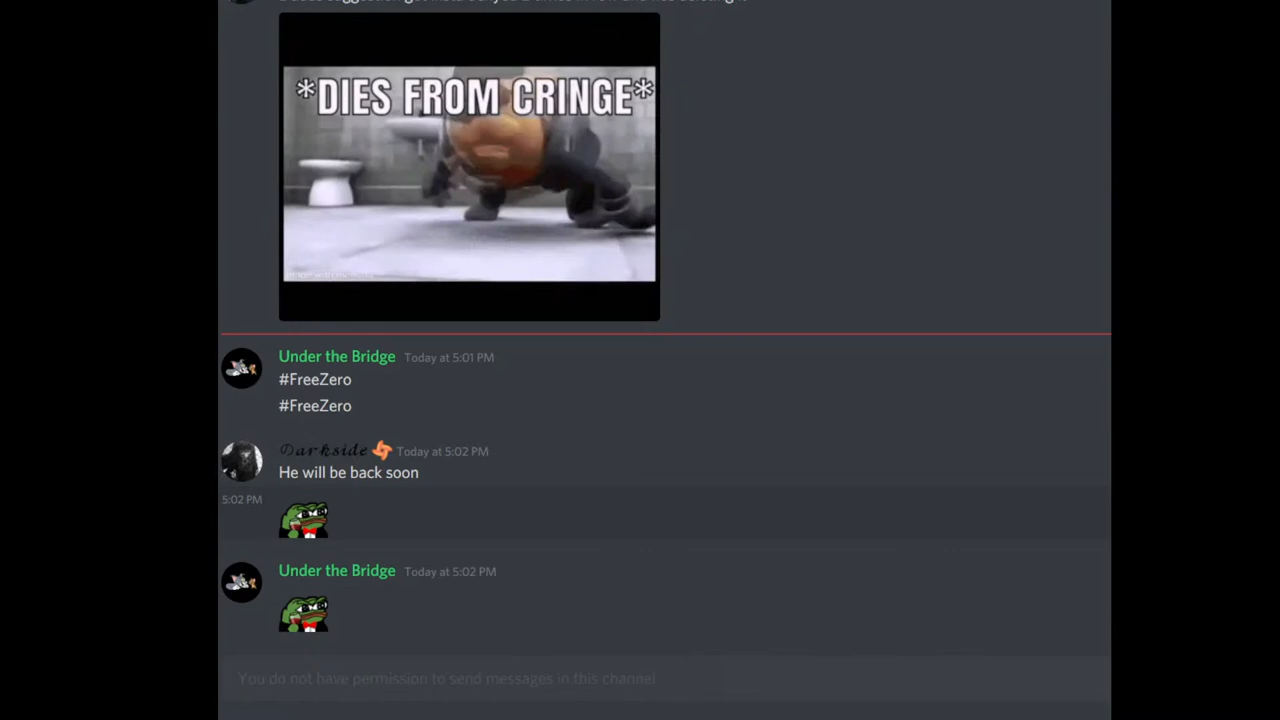 *DIES FROM CRINGE*
Under the Bridge Today at 5:01 PM
#FreeZero
#FreeZero
Darkside Today at 5:02 PM
He will be back soon
5:02 PM
Under the Bridge Today at 5:02 PM
You do not have permission to send messages in this channel